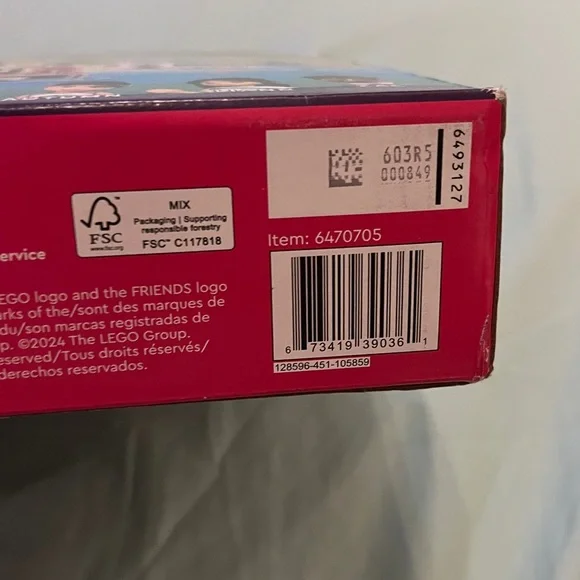 603R5
000849
6493127
MIX
Packaging | Supporting
responsible forestry
FSC™ C117818
FSC
www.fsc.org
Item: 6470705
ervice
EGO logo and the FRIENDS logo
rks of the/sont des marques de
du/son marcas registradas de
p. ©2024 The LEGO Group.
eserved/Tous droits réservés/
derechos reservados.
6 73419 39036 1
128596-451-105859